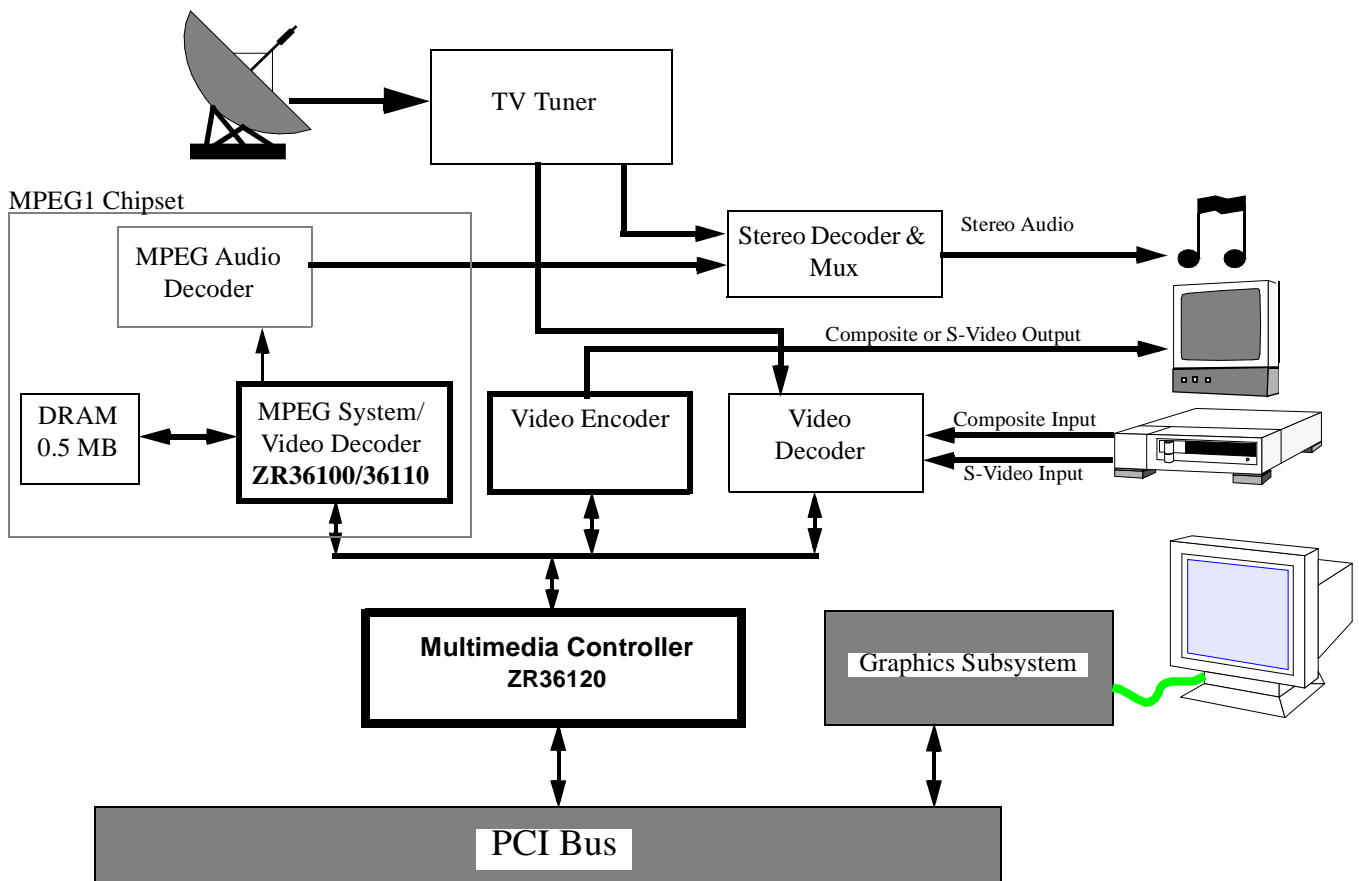 TV Tuner
MPEG1 Chipset
MPEG Audio
Decoder
Stereo Decoder &
Mux
Stereo Audio
Composite or S-Video Output
DRAM
0.5 MB
MPEG System/
Video Decoder
ZR36100/36110
Video Encoder
Video
Decoder
Composite Input
S-Video Input
Multimedia Controller
ZR36120
Graphics Subsystem
PCI Bus